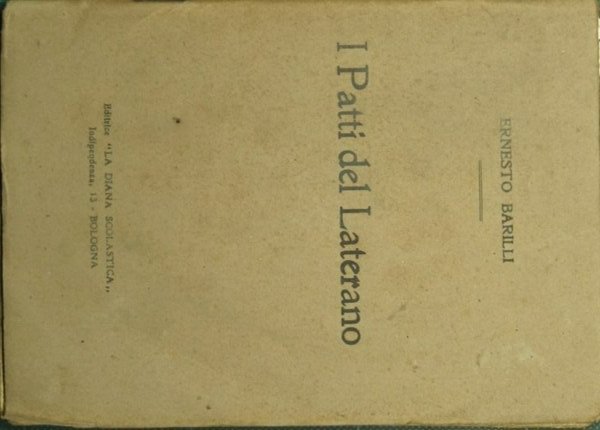 ERNESTO BARILLI
I Patti del Laterano
Editrice "LA DIANA SCOLASTICA„
Indipendenza, 13 - BOLOGNA